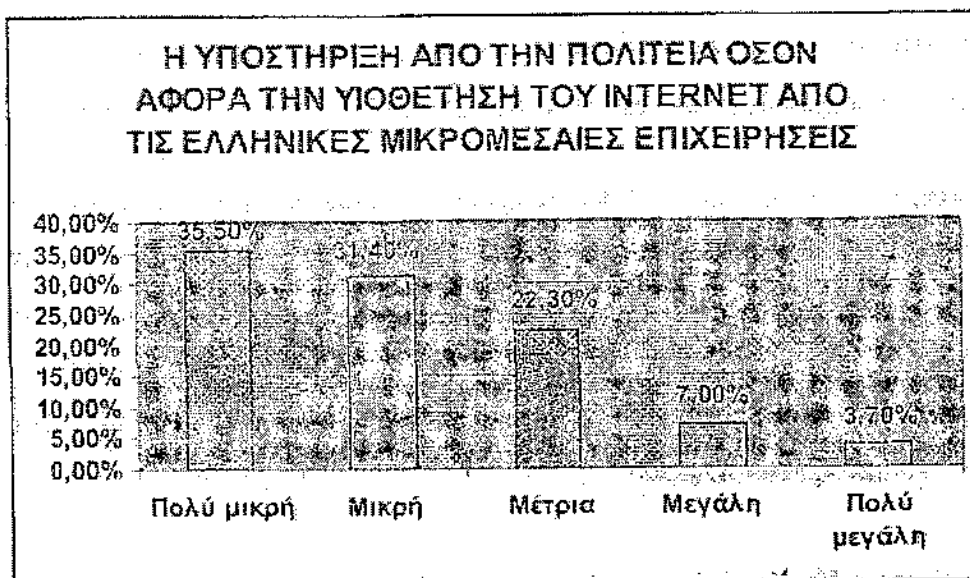 Η ΥΠΟΣΤΗΡΙΞΗ ΑΠΟ ΤΗΝ ΠΟΛΙΤΕΙΑ ΟΣΟΝ
ΑΦΟΡΑ ΤΗΝ ΥΙΟΘΕΤΗΣΗ ΤΟΥ INTERNET ΑΠΟ
ΤΙΣ ΕΛΛΗΝΙΚΕΣ ΜΙΚΡΟΜΕΣΑΙΕΣ ΕΠΙΧΕΙΡΗΣΕΙΣ
40,00%
35,00%
30,00%
25,00%
20,00%
15,00%
10,00%
5,00%
0,00%
35,50%
31,40%
22,30%
7,00%
3,70%
Πολύ μικρή
Μικρή
Μέτρια
Μεγάλη
Πολύ
μεγάλη